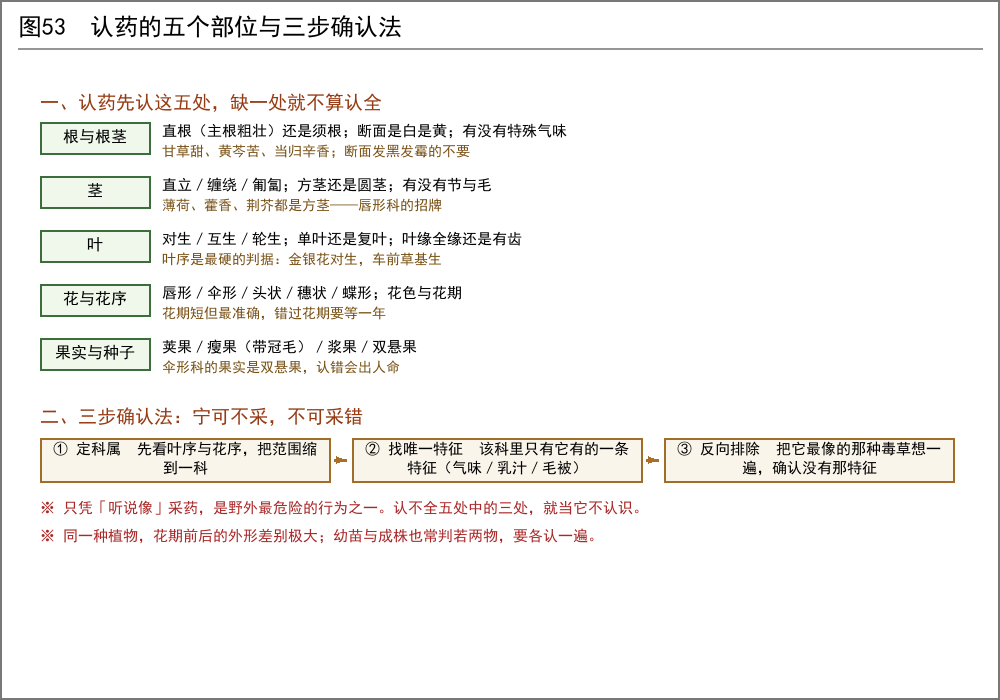 图53　认药的五个部位与三步确认法
一、认药先认这五处，缺一处就不算认全
根与根茎
直根（主根粗壮）还是须根；断面是白是黄；有没有特殊气味
甘草甜、黄芩苦、当归辛香；断面发黑发霉的不要
茎
直立 / 缠绕 / 匍匐；方茎还是圆茎；有没有节与毛
薄荷、藿香、荆芥都是方茎——唇形科的招牌
叶
对生 / 互生 / 轮生；单叶还是复叶；叶缘全缘还是有齿
叶序是最硬的判据：金银花对生，车前草基生
花与花序
唇形 / 伞形 / 头状 / 穗状 / 蝶形；花色与花期
花期短但最准确，错过花期要等一年
果实与种子
荚果 / 瘦果（带冠毛） / 浆果 / 双悬果
伞形科的果实是双悬果，认错会出人命
二、三步确认法：宁可不采，不可采错
① 定科属　先看叶序与花序，把范围缩
到一科
② 找唯一特征　该科里只有它有的一条
特征（气味 / 乳汁 / 毛被）
③ 反向排除　把它最像的那种毒草想一
遍，确认没有那特征
※ 只凭「听说像」采药，是野外最危险的行为之一。认不全五处中的三处，就当它不认识。
※ 同一种植物，花期前后的外形差别极大；幼苗与成株也常判若两物，要各认一遍。